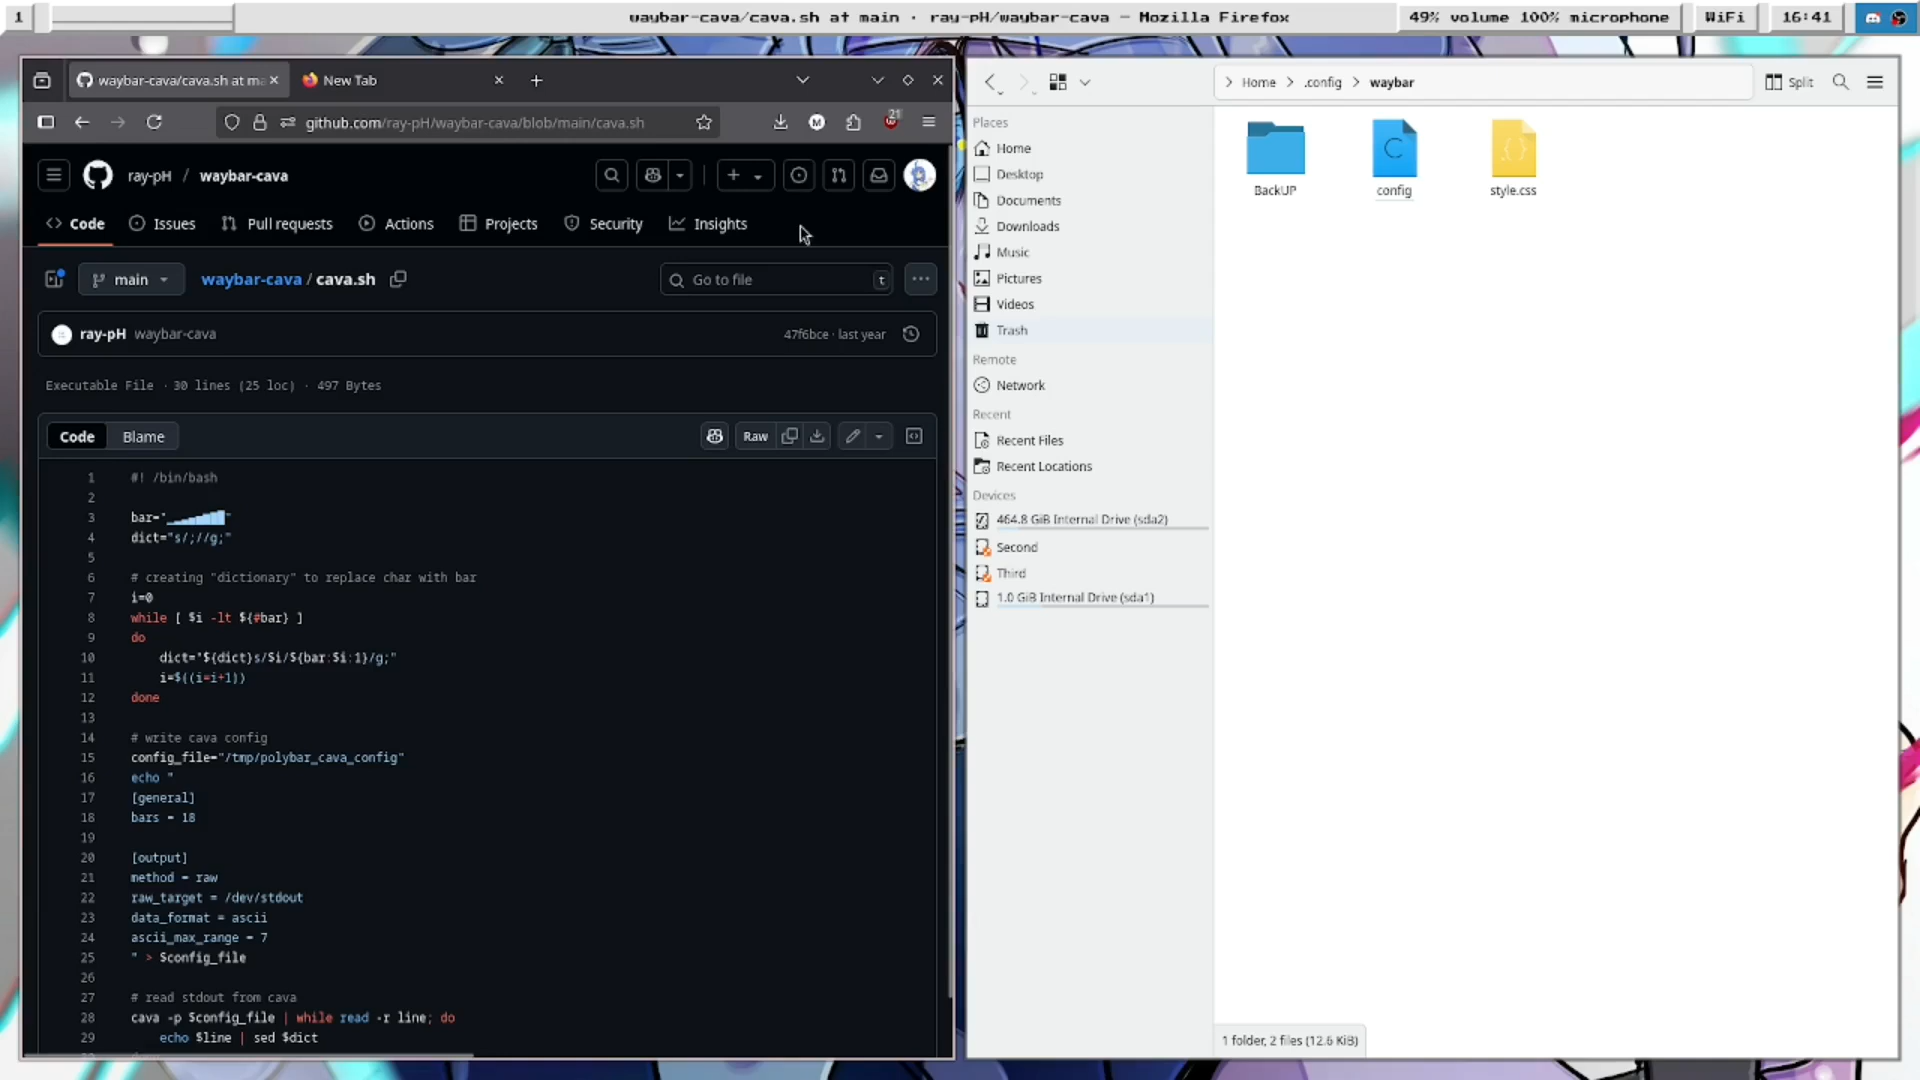 1
waybar-cava/cava.sh at main · ray-pH/waybar-cava — Mozilla Firefox
49% volume 100% microphone
WiFi
16:41
waybar-cava/cava.sh at ma
New Tab
github.com/ray-pH/waybar-cava/blob/main/cava.sh
21
ray-pH / waybar-cava
Code
Issues
Pull requests
Actions
Projects
Security
Insights
main
waybar-cava / cava.sh
Go to file
t
ray-pH waybar-cava
47f6bce · last year
Executable File · 30 lines (25 loc) · 497 Bytes
Code
Blame
Raw
1 #! /bin/bash
2
3 bar="▁▂▃▄▅▆▇█"
4 dict="s/;//g;"
5
6 # creating "dictionary" to replace char with bar
7 i=0
8 while [ $i -lt ${#bar} ]
9 do
10 dict="${dict}s/$i/${bar:$i:1}/g;"
11 i=$((i=i+1))
12 done
13
14 # write cava config
15 config_file="/tmp/polybar_cava_config"
16 echo "
17 [general]
18 bars = 18
19
20 [output]
21 method = raw
22 raw_target = /dev/stdout
23 data_format = ascii
24 ascii_max_range = 7
25 " > $config_file
26
27 # read stdout from cava
28 cava -p $config_file | while read -r line; do
29 echo $line | sed $dict
Home
.config
waybar
Split
Places
Home
Desktop
Documents
Downloads
Music
Pictures
Videos
Trash
Remote
Network
Recent
Recent Files
Recent Locations
Devices
464.8 GiB Internal Drive (sda2)
Second
Third
1.0 GiB Internal Drive (sda1)
BackUP
config
style.css
1 folder, 2 files (12.6 KiB)